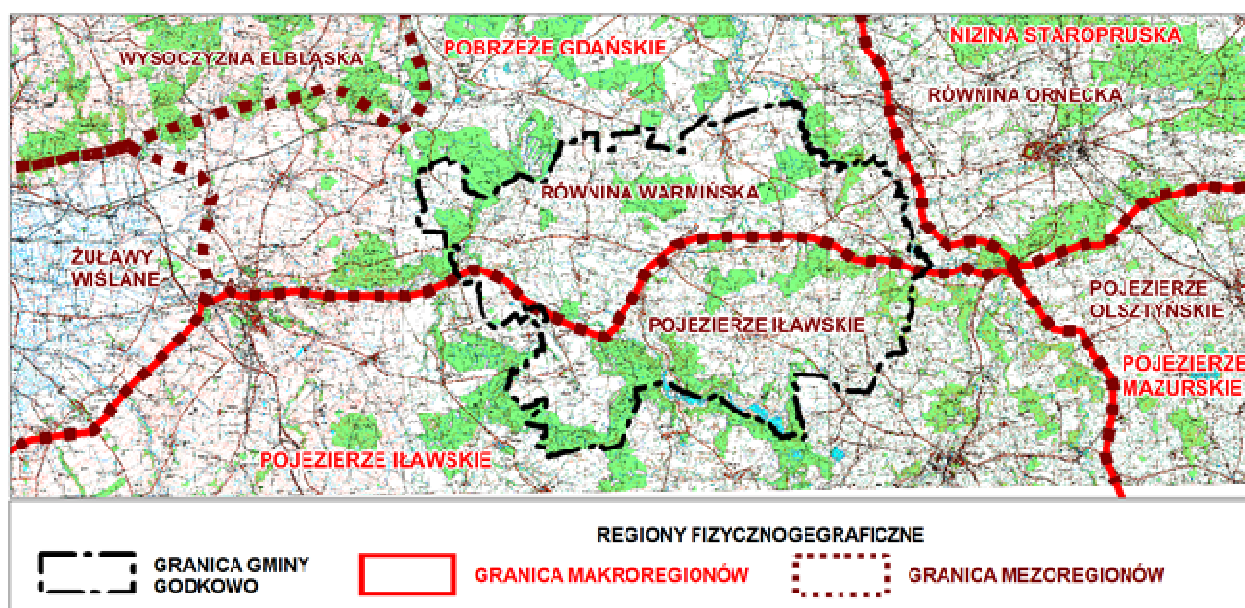 WYSOCZYZNA ELBLĄSKA
POBRZEŻE GDAŃSKIE
NIZINA STAROPRUSKA
RÓWNINA ORNECKA
RÓWNINA WARMIŃSKA
ŻUŁAWY
WIŚLANE
POJEZIERZE
OLSZTYŃSKIE
POJEZIERZE IŁAWSKIE
POJEZIERZE
MAZURSKIE
POJEZIERZE IŁAWSKIE
REGIONY FIZYCZNOGEGRAFICZNE
GRANICA GMINY
GODKOWO
GRANICA MAKROREGIONÓW
GRANICA MEZOREGIONÓW